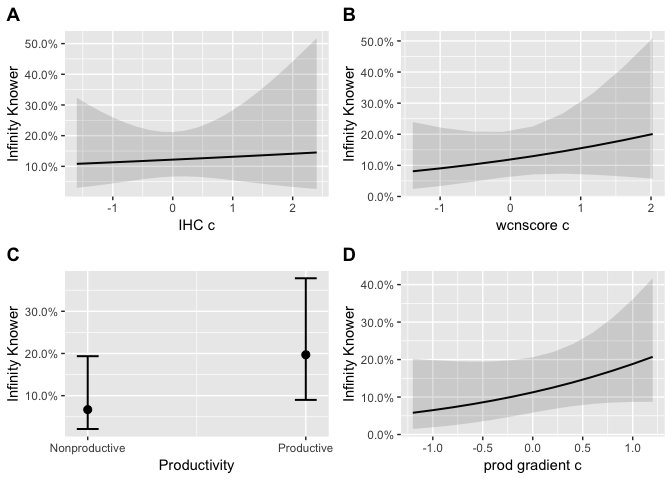 A
Infinity Knower
50.0%
40.0%
30.0%
20.0%
10.0%
-1 0 1 2
IHC c
B
Infinity Knower
50.0%
40.0%
30.0%
20.0%
10.0%
0.0%
-1 0 1 2
wcnscore c
C
Infinity Knower
30.0%
20.0%
10.0%
Nonproductive Productive
Productivity
D
Infinity Knower
40.0%
30.0%
20.0%
10.0%
0.0%
-1.0 -0.5 0.0 0.5 1.0
prod gradient c